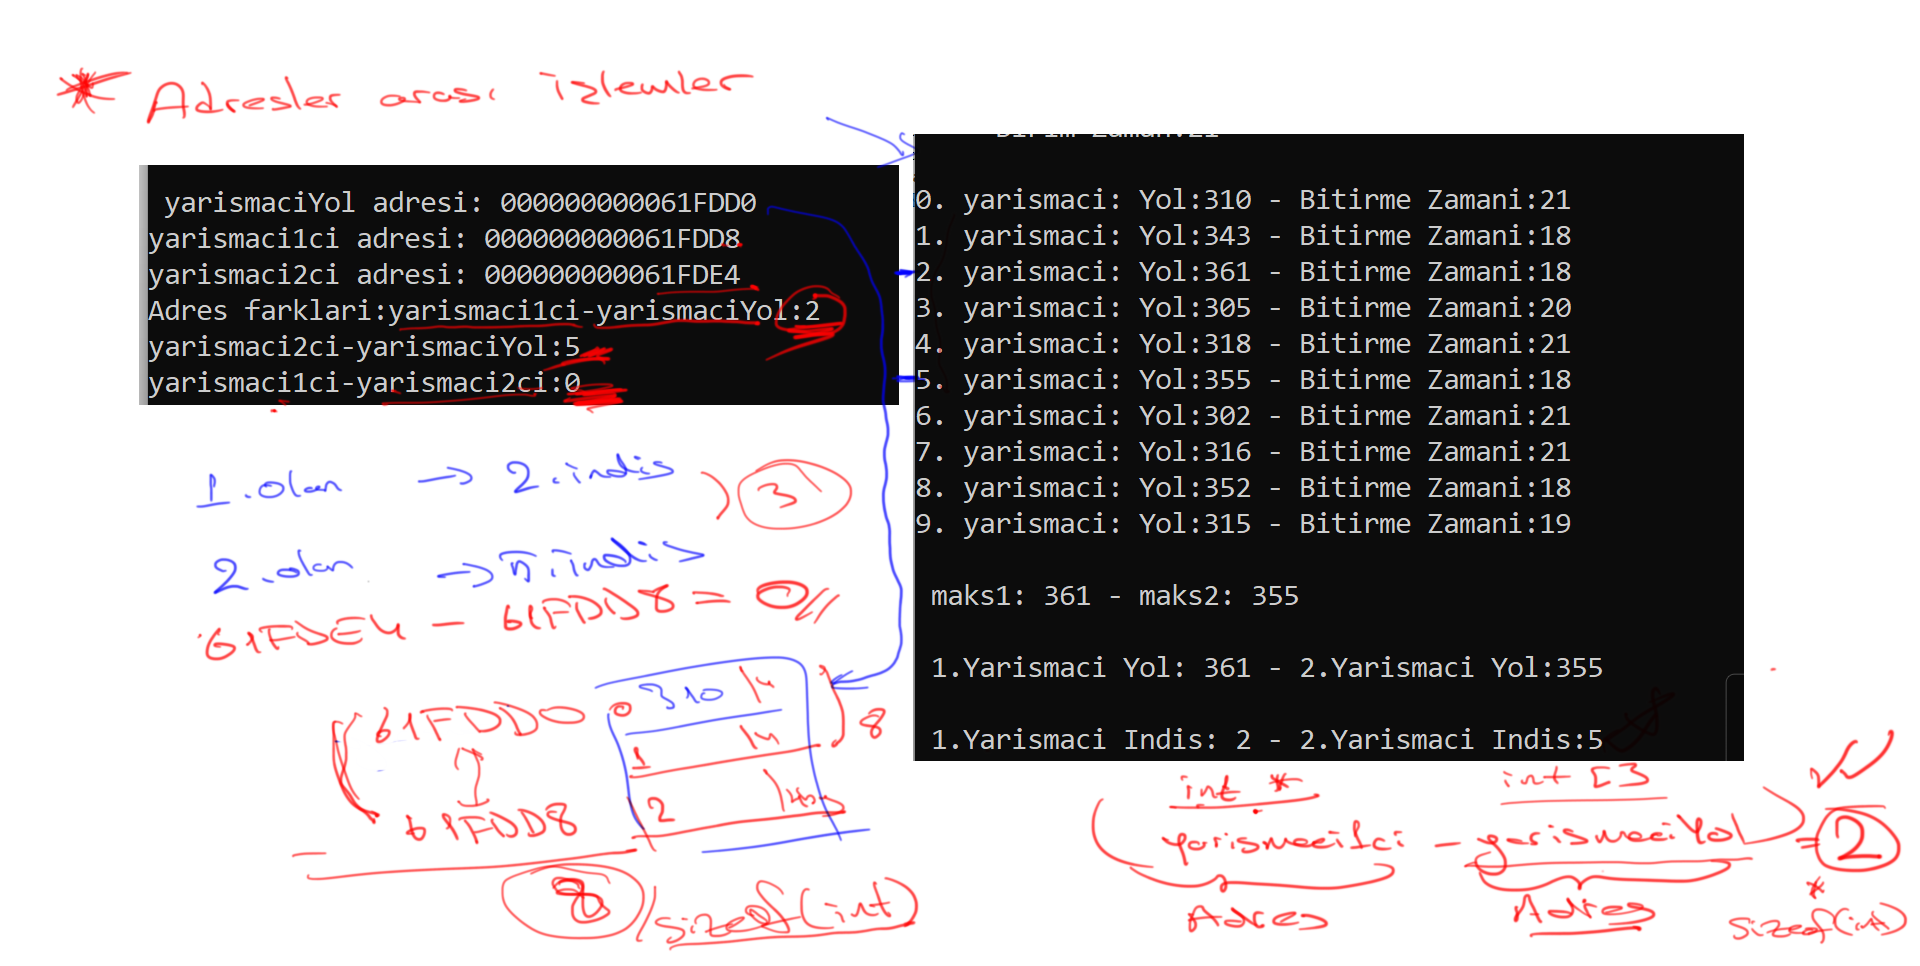 * Adresler arası işlemler
yarismaciYol adresi: 000000000061FDD0
yarismaci1ci adresi: 000000000061FDD8
yarismaci2ci adresi: 000000000061FDE4
Adres farklari:yarismaci1ci-yarismaciYol:2
yarismaci2ci-yarismaciYol:5
yarismaci1ci-yarismaci2ci:0
0. yarismaci: Yol:310 - Bitirme Zamani:21
1. yarismaci: Yol:343 - Bitirme Zamani:18
2. yarismaci: Yol:361 - Bitirme Zamani:18
3. yarismaci: Yol:305 - Bitirme Zamani:20
4. yarismaci: Yol:318 - Bitirme Zamani:21
5. yarismaci: Yol:355 - Bitirme Zamani:18
6. yarismaci: Yol:302 - Bitirme Zamani:21
7. yarismaci: Yol:316 - Bitirme Zamani:21
8. yarismaci: Yol:352 - Bitirme Zamani:18
9. yarismaci: Yol:315 - Bitirme Zamani:19
maks1: 361 - maks2: 355
1.Yarismaci Yol: 361 - 2.Yarismaci Yol:355
1.Yarismaci Indis: 2 - 2.Yarismaci Indis:5
1.olan → 2.indis
3
2.olan → 5.indis
61FDE4 - 61FDD8 = 0//
61FDD0 0 310 4
1 4
8
61FDD8 2
8 / sizeof(int)
int * int []
yarismaci1ci - yarismaciYol = 2
Adres Adres * sizeof(int)